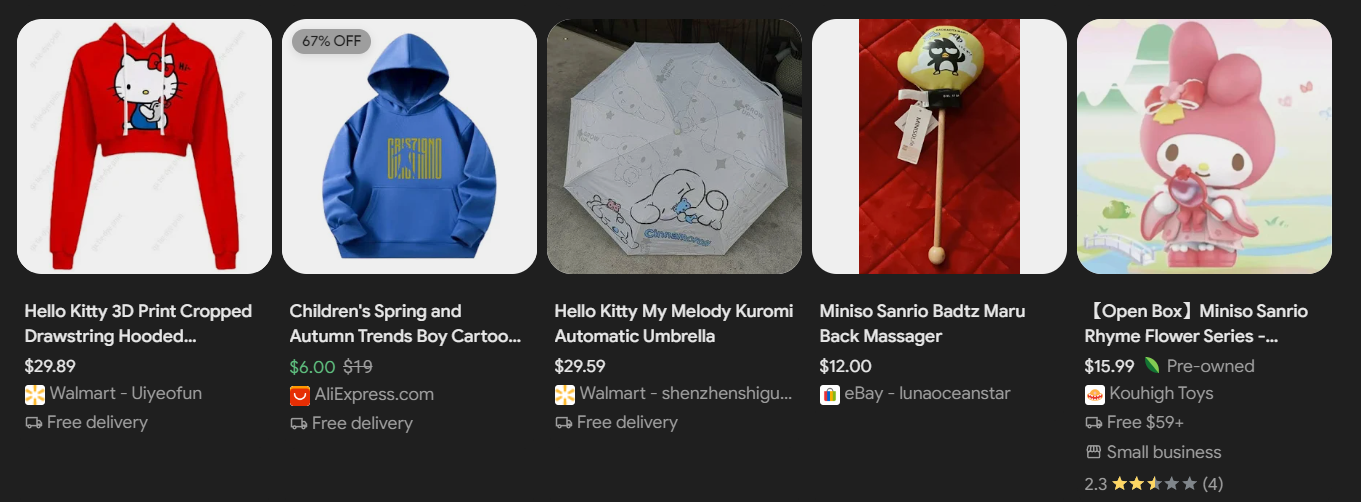 67% OFF
Hi.
CRISTIANO
Cinnamoroll
MINISO
Hello Kitty 3D Print Cropped
Drawstring Hooded...
$29.89
Walmart - Uiyeofun
Free delivery
Children's Spring and
Autumn Trends Boy Cartoo...
$6.00 $19
AliExpress.com
Free delivery
Hello Kitty My Melody Kuromi
Automatic Umbrella
$29.59
Walmart - shenzhenshigu...
Free delivery
Miniso Sanrio Badtz Maru
Back Massager
$12.00
eBay - lunaoceanstar
【Open Box】Miniso Sanrio
Rhyme Flower Series -...
$15.99 Pre-owned
Kouhigh Toys
Free $59+
Small business
2.3 (4)